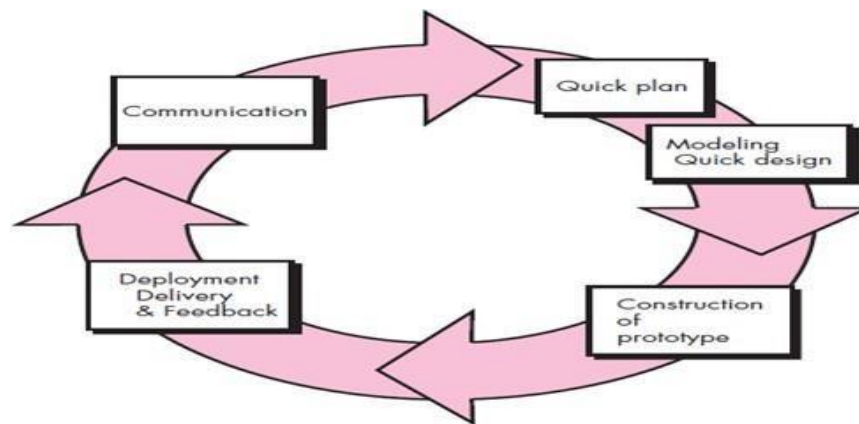 Communication
Quick plan
Modeling
Quick design
Construction
of
prototype
Deployment
Delivery
& Feedback